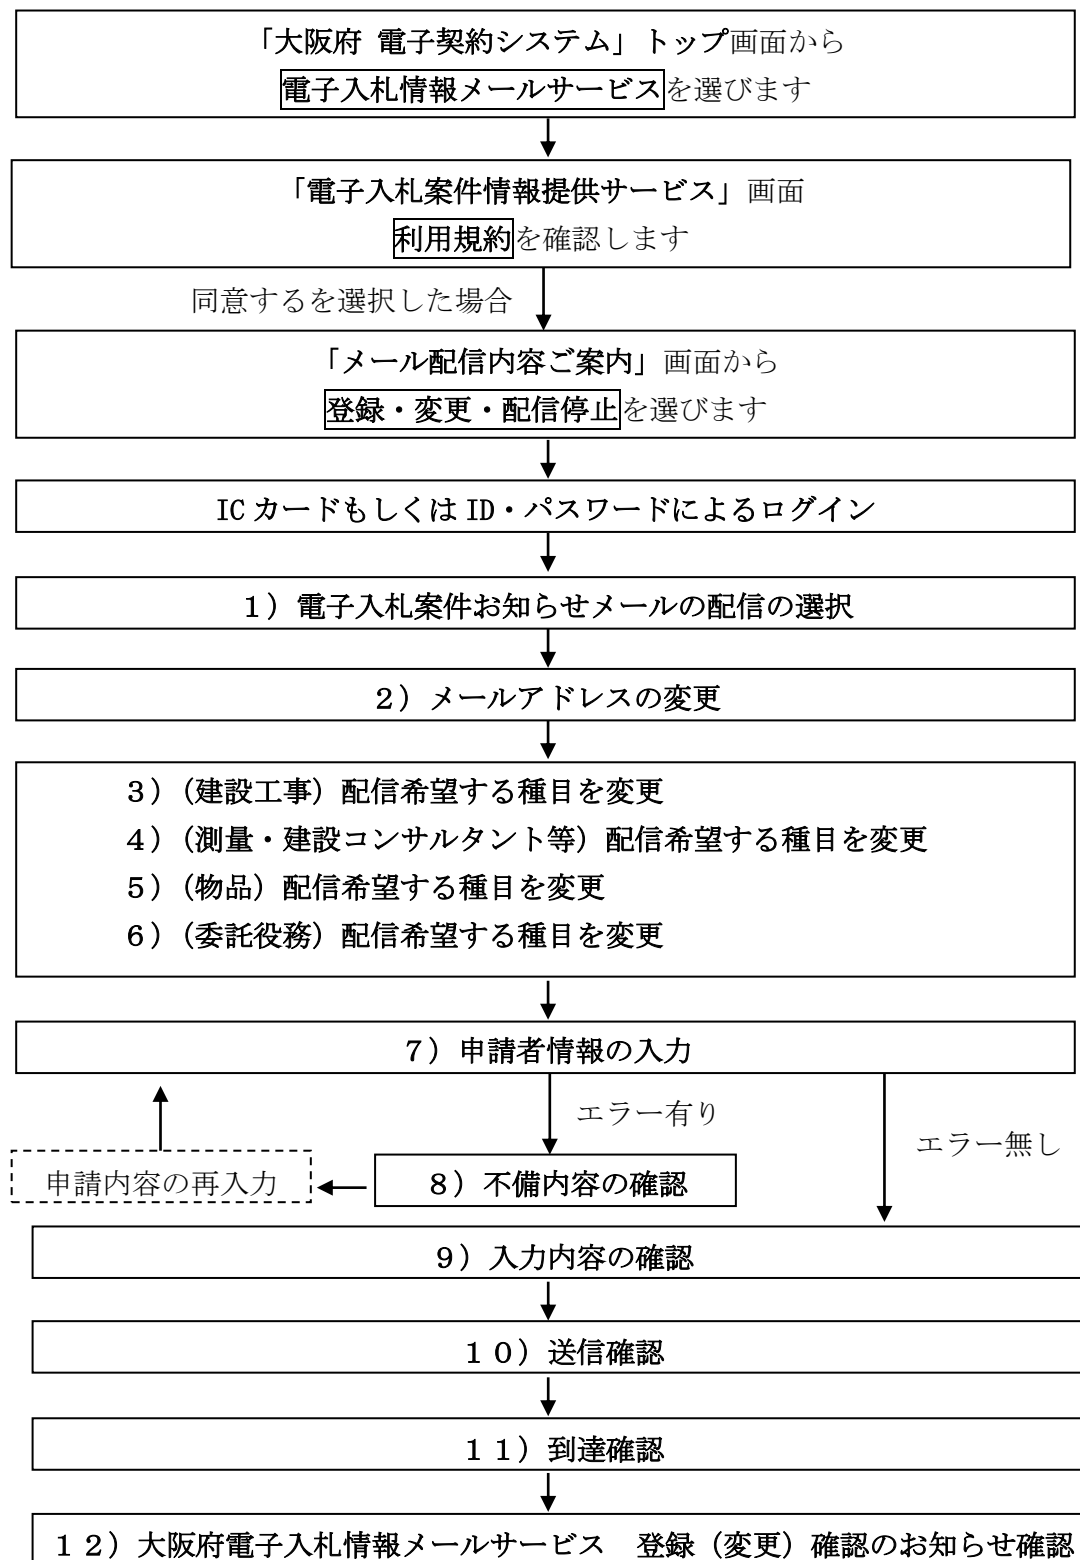 「大阪府 電子契約システム」トップ画面から
電子入札情報メールサービスを選びます
「電子入札案件情報提供サービス」画面
利用規約を確認します
同意するを選択した場合
「メール配信内容ご案内」画面から
登録・変更・配信停止を選びます
IC カードもしくは ID・パスワードによるログイン
１）電子入札案件お知らせメールの配信の選択
２）メールアドレスの変更
３）（建設工事）配信希望する種目を変更
４）（測量・建設コンサルタント等）配信希望する種目を変更
５）（物品）配信希望する種目を変更
６）（委託役務）配信希望する種目を変更
７）申請者情報の入力
エラー有り
エラー無し
申請内容の再入力
８）不備内容の確認
９）入力内容の確認
１０）送信確認
１１）到達確認
１２）大阪府電子入札情報メールサービス　登録（変更）確認のお知らせ確認